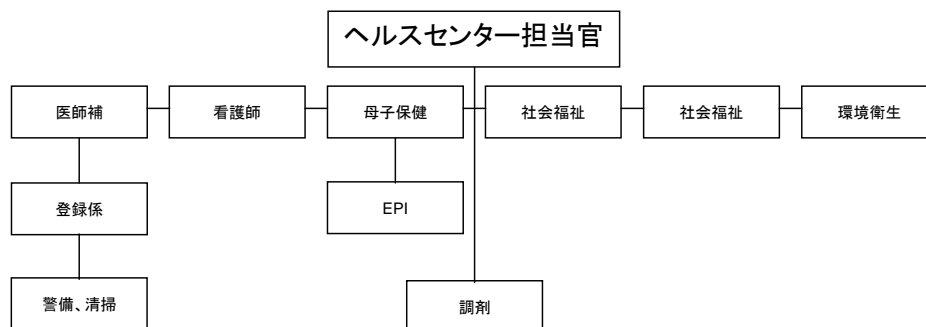 ヘルスセンター担当官
医師補
看護師
母子保健
社会福祉
社会福祉
環境衛生
登録係
EPI
警備、清掃
調剤